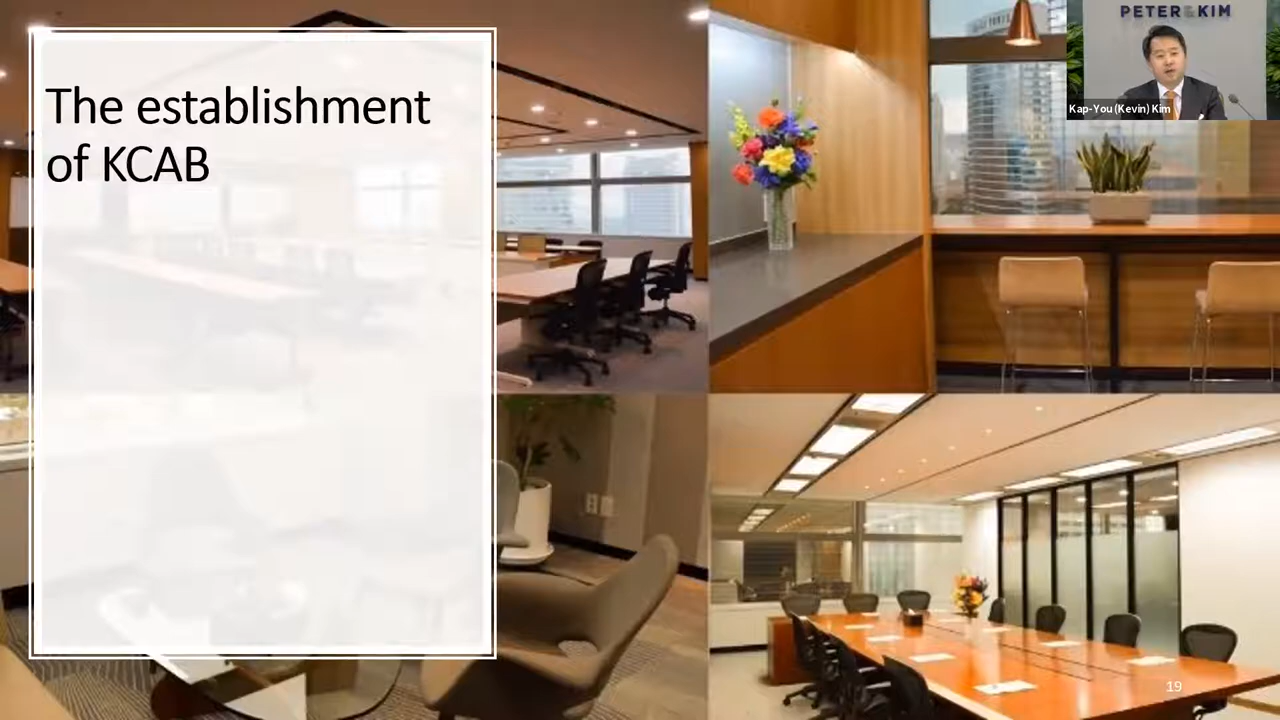 The establishment
of KCAB
PETER&KIM
Kap-You (Kevin) Kim
19